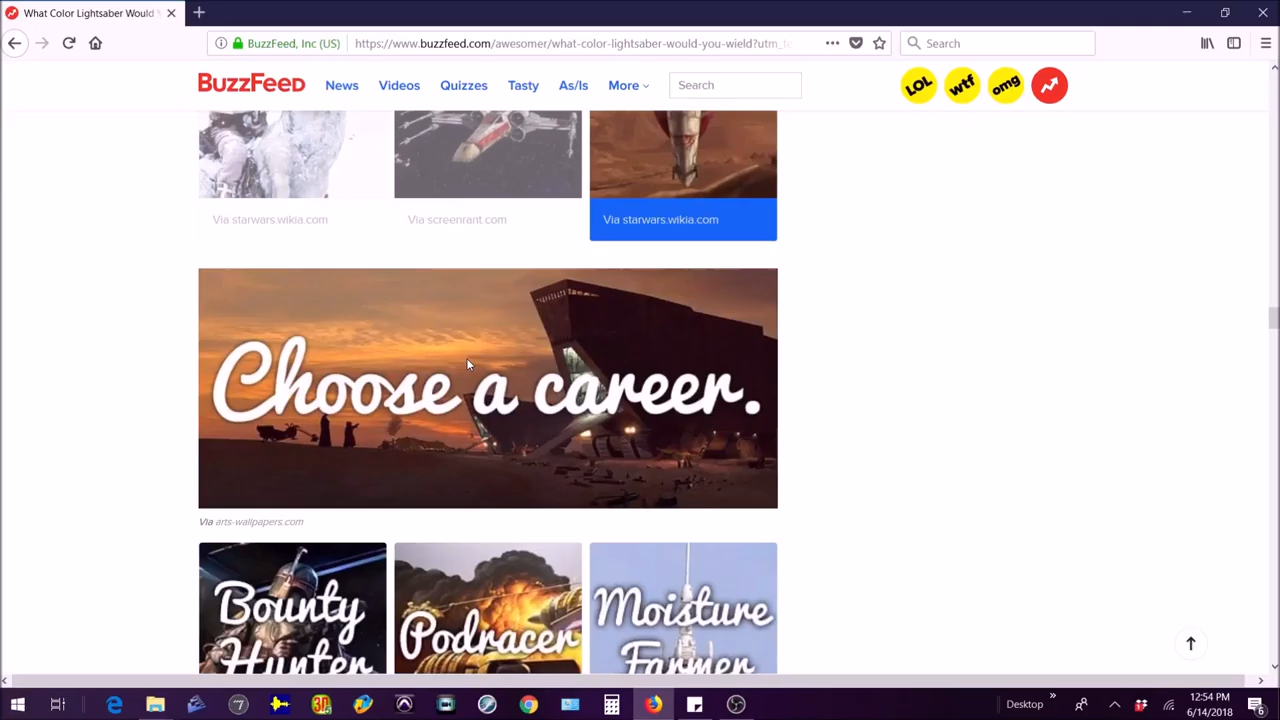 What Color Lightsaber Would
BuzzFeed, Inc (US)
https://www.buzzfeed.com/awesomer/what-color-lightsaber-would-you-wield?utm_te
Search
BuzzFeed
News
Videos
Quizzes
Tasty
As/Is
More
Search
LOL
wtf
omg
Via starwars.wikia.com
Via screenrant.com
Via starwars.wikia.com
Choose a career.
Via arts-wallpapers.com
Bounty
Hunter
Podracer
Moisture
Farmer
Desktop
12:54 PM
6/14/2018